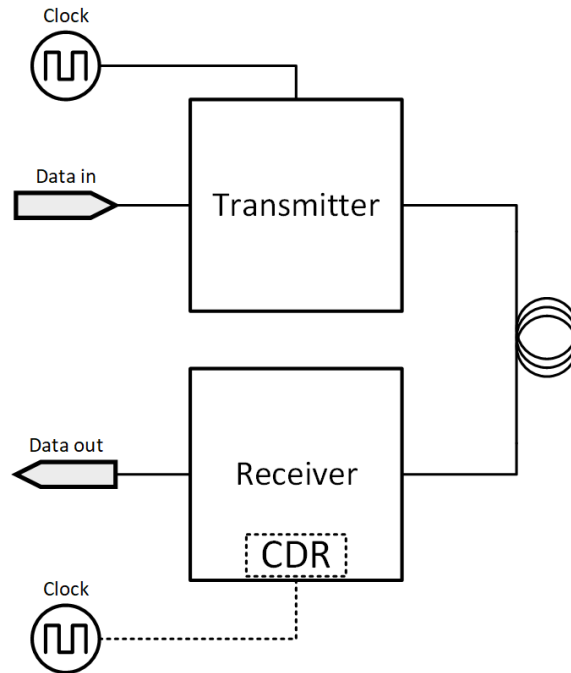 Clock
Data in
Transmitter
Data out
Receiver
CDR
Clock